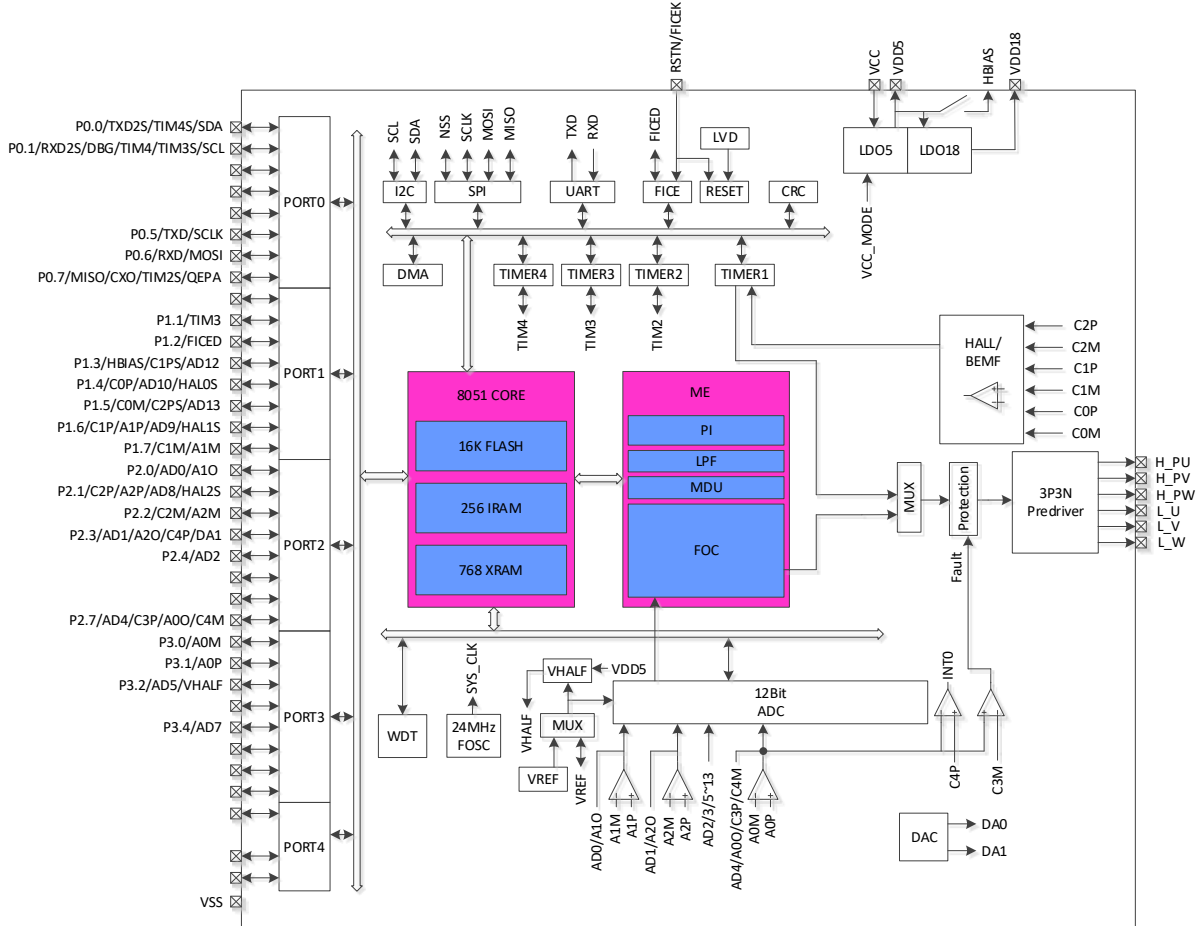 RSTN/FICEK
VCC
VDD5
HBIAS
VDD18
P0.0/TXD2S/TIM4S/SDA
P0.1/RXD2S/DBG/TIM4/TIM3S/SCL
P0.5/TXD/SCLK
P0.6/RXD/MOSI
P0.7/MISO/CXO/TIM2S/QEPA
P1.1/TIM3
P1.2/FICED
P1.3/HBIAS/C1PS/AD12
P1.4/C0P/AD10/HAL0S
P1.5/C0M/C2PS/AD13
P1.6/C1P/A1P/AD9/HAL1S
P1.7/C1M/A1M
P2.0/AD0/A1O
P2.1/C2P/A2P/AD8/HAL2S
P2.2/C2M/A2M
P2.3/AD1/A2O/C4P/DA1
P2.4/AD2
P2.7/AD4/C3P/A0O/C4M
P3.0/A0M
P3.1/A0P
P3.2/AD5/VHALF
P3.4/AD7
VSS
PORT0
PORT1
PORT2
PORT3
PORT4
SCL
SDA
NSS
SCLK
MOSI
MISO
TXD
RXD
FICED
LVD
I2C
SPI
UART
FICE
RESET
CRC
LDO5
LDO18
VCC_MODE
DMA
TIMER4
TIMER3
TIMER2
TIMER1
TIM4
TIM3
TIM2
HALL/
BEMF
C2P
C2M
C1P
C1M
C0P
C0M
8051 CORE
16K FLASH
256 IRAM
768 XRAM
ME
PI
LPF
MDU
FOC
MUX
Protection
Fault
3P3N
Predriver
H_PU
H_PV
H_PW
L_U
L_V
L_W
WDT
SYS_CLK
24MHz
FOSC
VHALF
VDD5
VHALF
MUX
VREF
VREF
12Bit
ADC
AD0/A1O
A1M
A1P
AD1/A2O
A2M
A2P
AD2/3/5~13
AD4/A0O/C3P/C4M
A0M
A0P
INT0
C4P
C3M
DAC
DA0
DA1